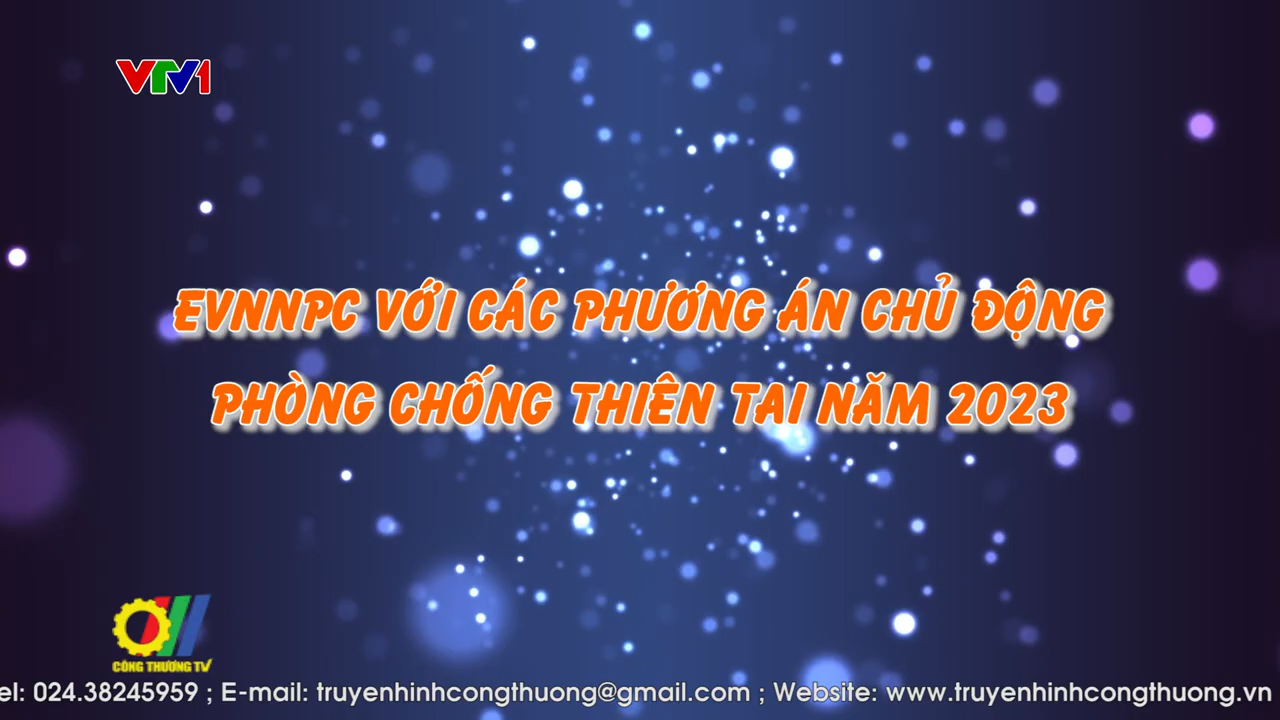 VTV1
EVNNPC VỚI CÁC PHƯƠNG ÁN CHỦ ĐỘNG
PHÒNG CHỐNG THIÊN TAI NĂM 2023
CÔNG THƯƠNG TV
el: 024.38245959 ; E-mail: truyenhinhcongthuong@gmail.com ; Website: www.truyenhinhcongthuong.vn